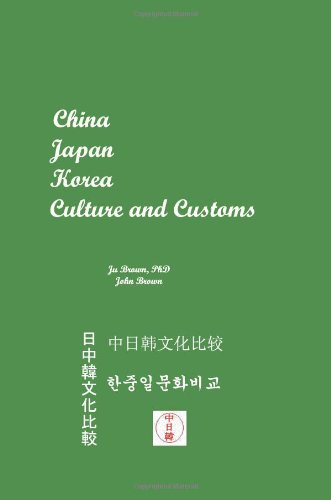 China
Japan
Korea
Culture and Customs
Ju Brown, PhD
John Brown
日中韓文化比較
中日韩文化比较
한중일문화비교
中日韓